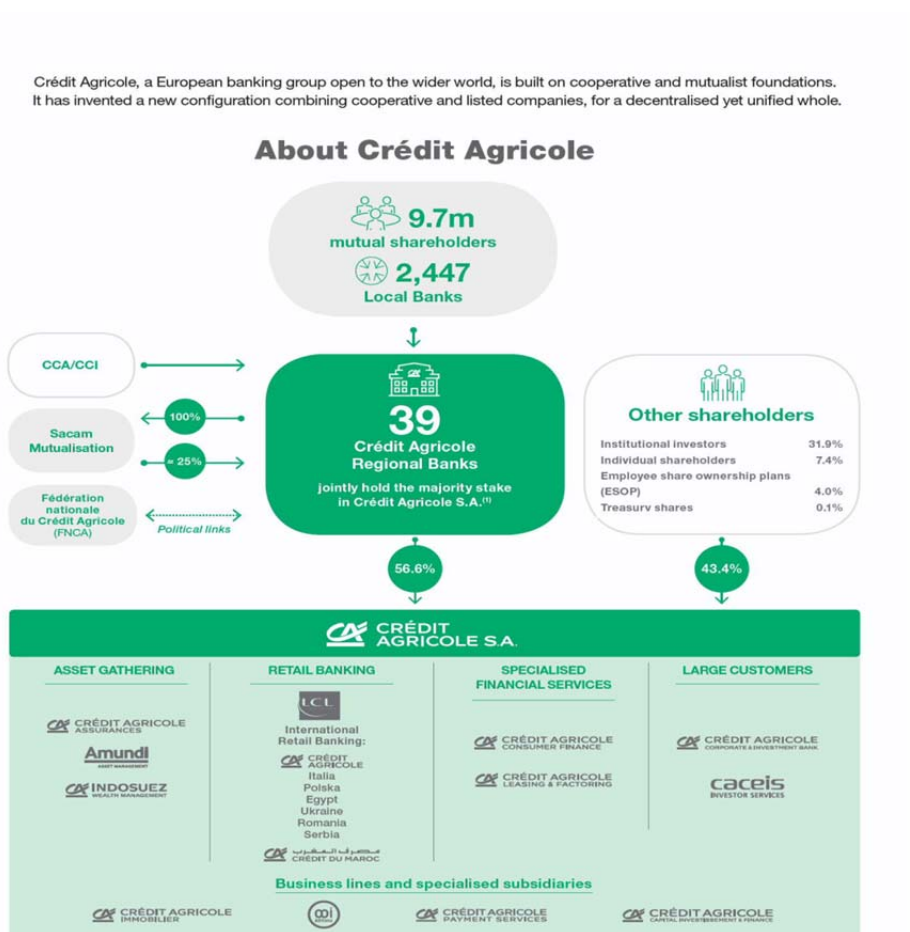 Crédit Agricole, a European banking group open to the wider world, is built on cooperative and mutualist foundations.
It has invented a new configuration combining cooperative and listed companies, for a decentralised yet unified whole.
About Crédit Agricole
9.7m
mutual shareholders
2,447
Local Banks
CCA/CCI
100%
Sacam
Mutualisation
≈ 25%
Fédération
nationale
du Crédit Agricole
(FNCA)
Political links
39
Crédit Agricole
Regional Banks
jointly hold the majority stake
in Crédit Agricole S.A.(1)
Other shareholders
Institutional investors 31.9%
Individual shareholders 7.4%
Employee share ownership plans
(ESOP) 4.0%
Treasury shares 0.1%
56.6%
43.4%
CRÉDIT
AGRICOLE S.A.
ASSET GATHERING
CRÉDIT AGRICOLE
ASSURANCES
Amundi
ASSET MANAGEMENT
INDOSUEZ
WEALTH MANAGEMENT
RETAIL BANKING
LCL
International
Retail Banking:
CRÉDIT
AGRICOLE
Italia
Polska
Egypt
Ukraine
Romania
Serbia
مصرف المغرب
CRÉDIT DU MAROC
SPECIALISED
FINANCIAL SERVICES
CRÉDIT AGRICOLE
CONSUMER FINANCE
CRÉDIT AGRICOLE
LEASING & FACTORING
LARGE CUSTOMERS
CRÉDIT AGRICOLE
CORPORATE & INVESTMENT BANK
caceis
INVESTOR SERVICES
Business lines and specialised subsidiaries
CRÉDIT AGRICOLE
IMMOBILIER
CRÉDIT AGRICOLE
PAYMENT SERVICES
CRÉDIT AGRICOLE